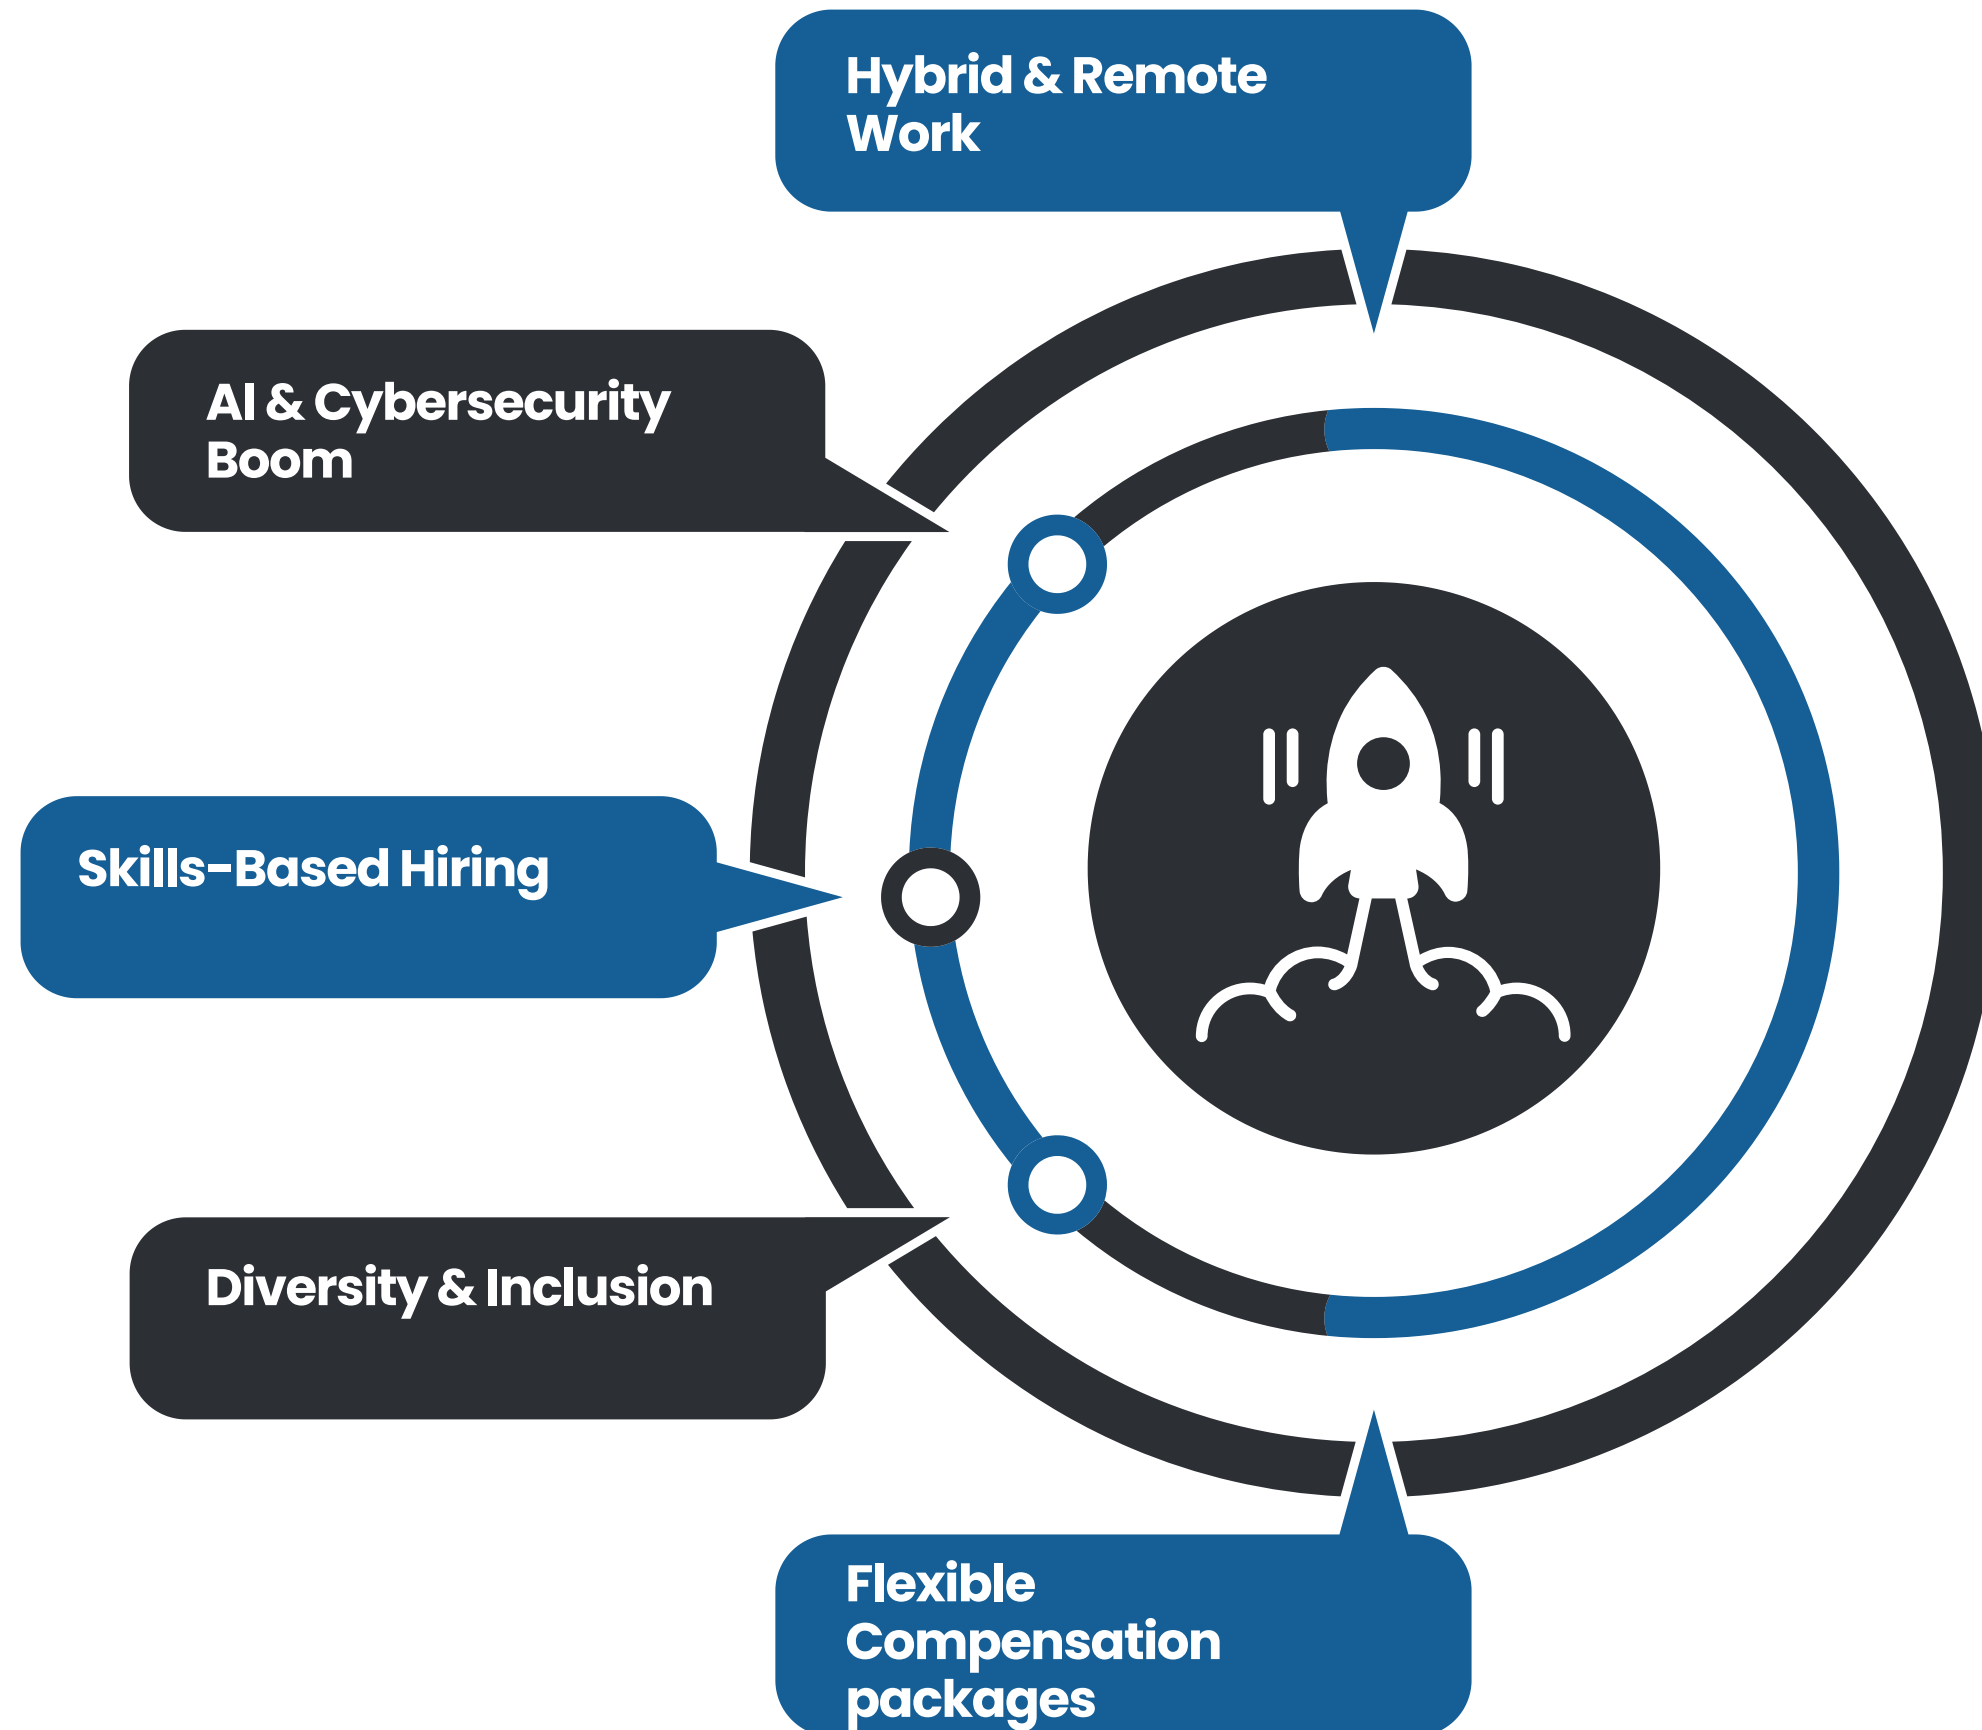 Hybrid & Remote
Work
AI & Cybersecurity
Boom
Skills-Based Hiring
Diversity & Inclusion
Flexible
Compensation
packages